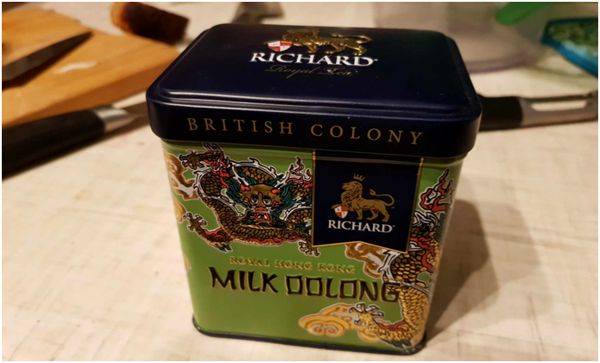 RICHARD®
Royal Tea
BRITISH COLONY
RICHARD®
ROYAL HONG KONG
MILK OOLONG